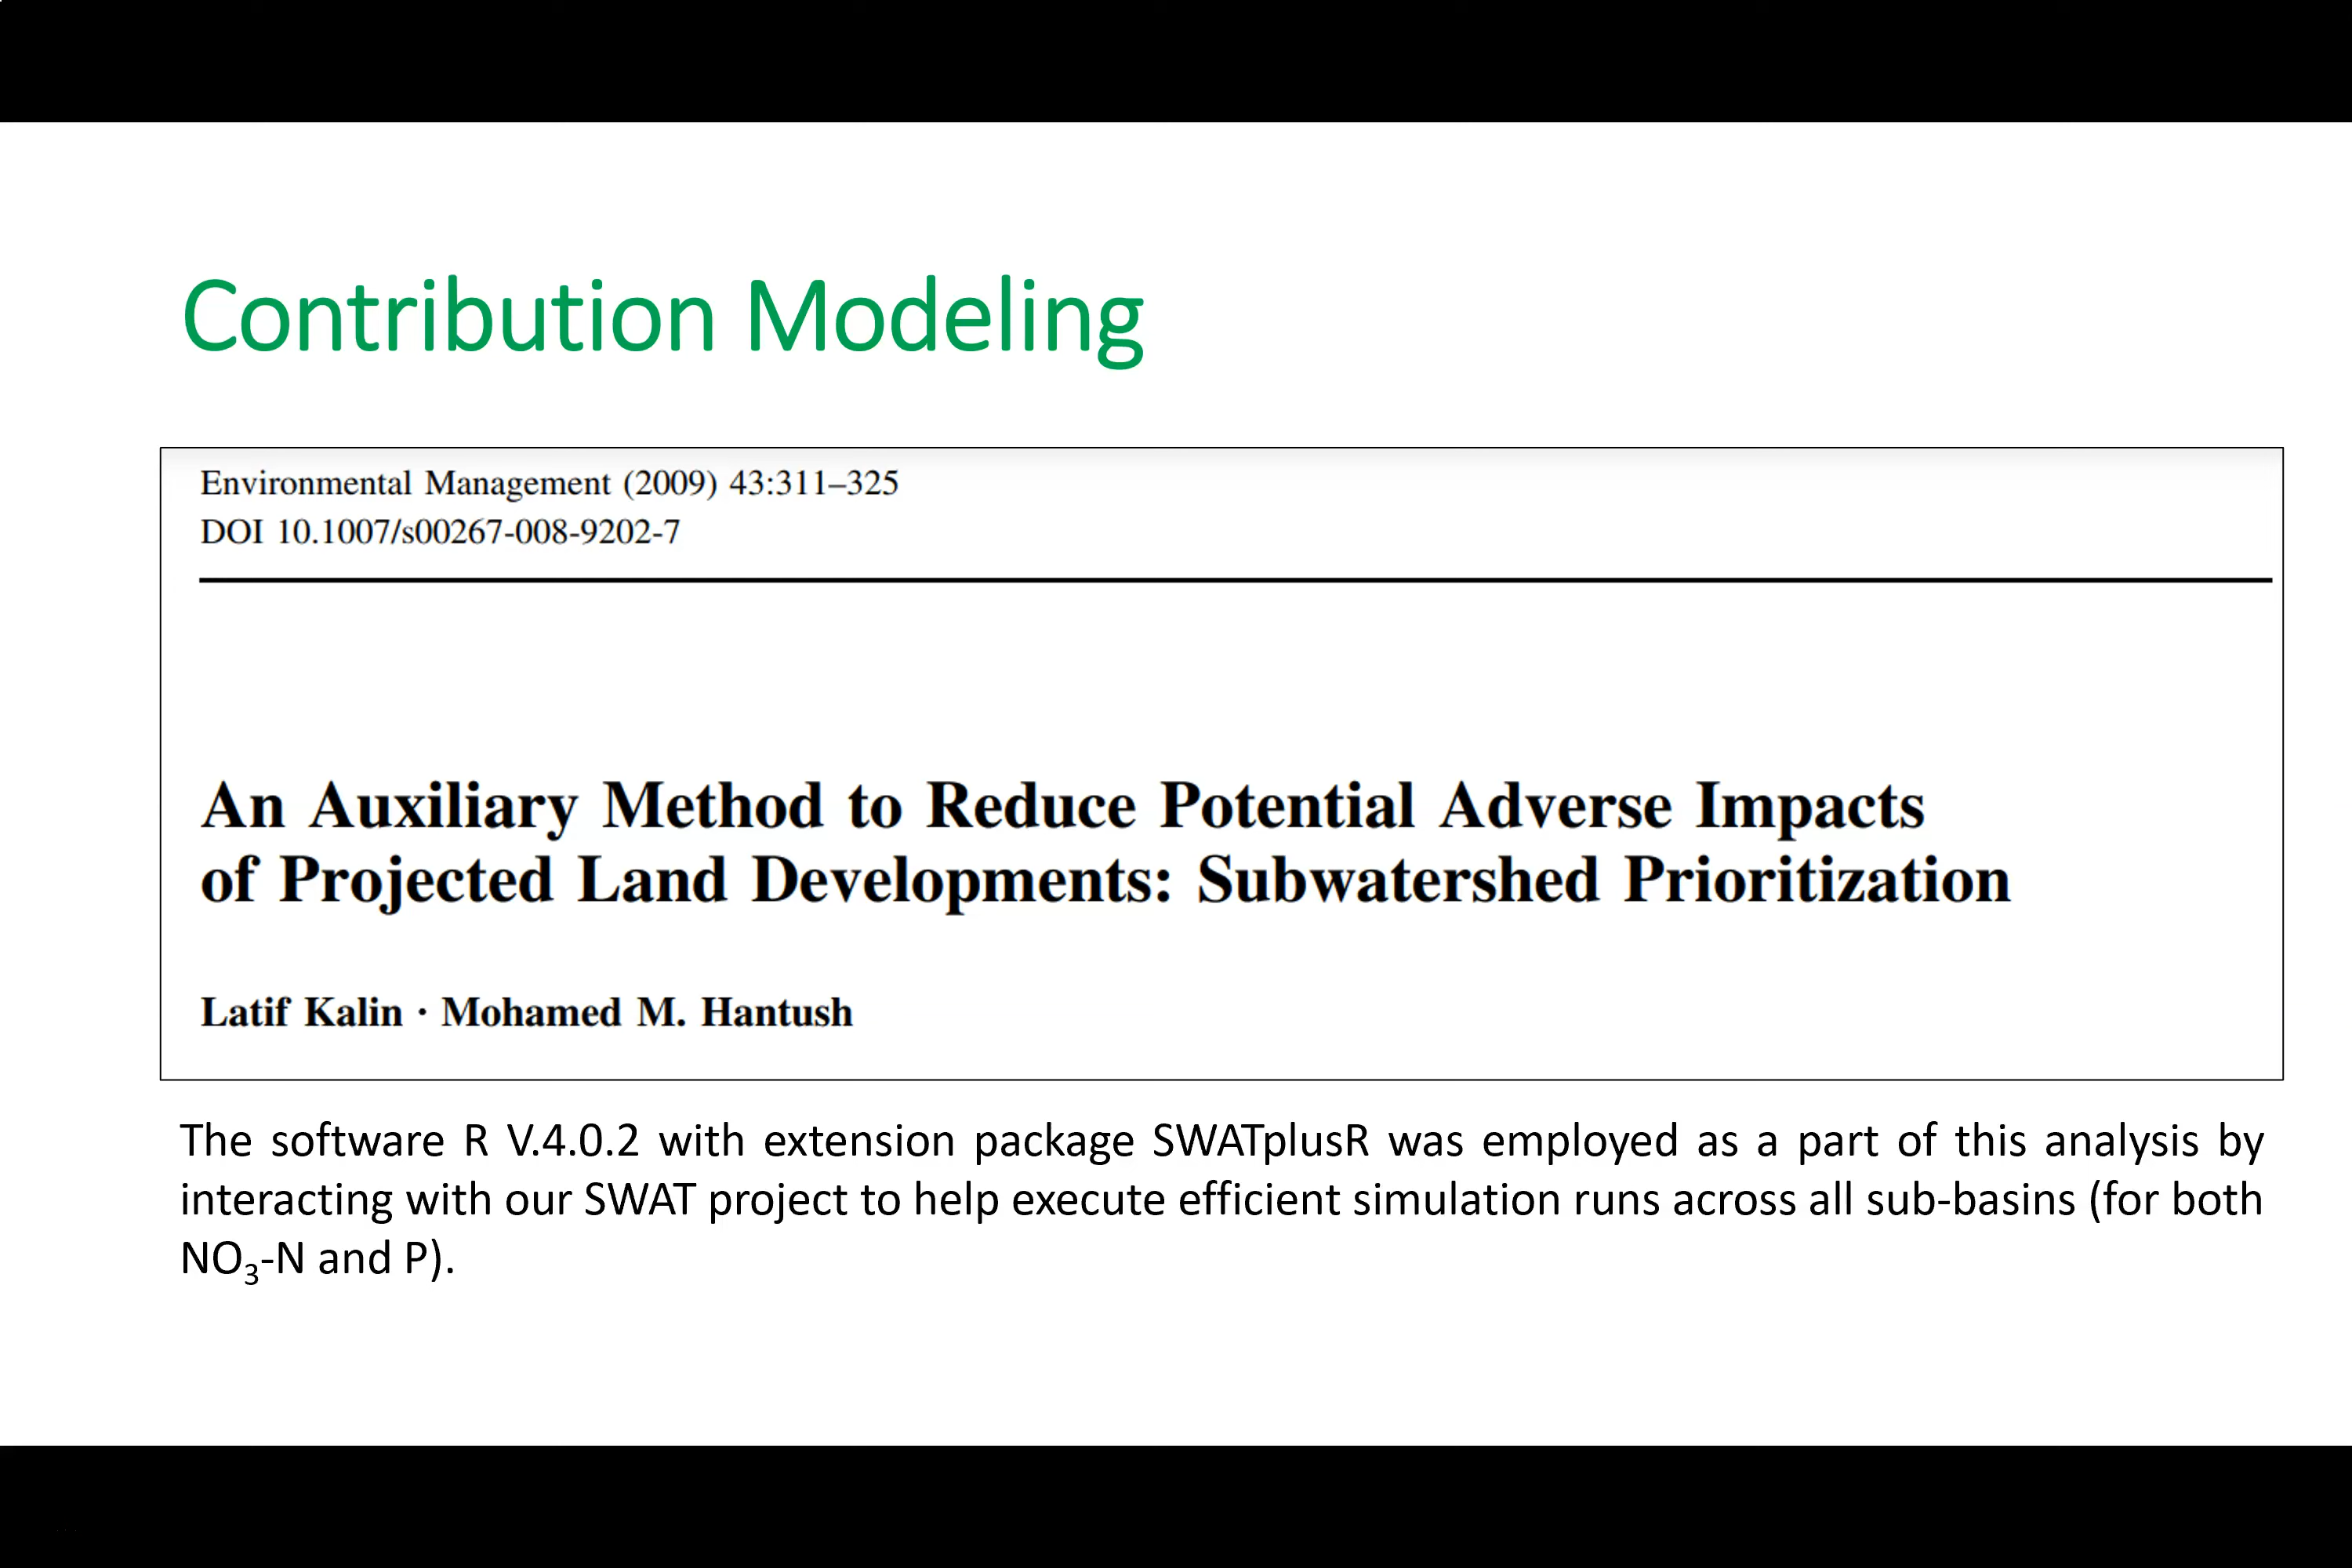 Contribution Modeling
Environmental Management (2009) 43:311–325
DOI 10.1007/s00267-008-9202-7
An Auxiliary Method to Reduce Potential Adverse Impacts
of Projected Land Developments: Subwatershed Prioritization
Latif Kalin · Mohamed M. Hantush
The software R V.4.0.2 with extension package SWATplusR was employed as a part of this analysis by
interacting with our SWAT project to help execute efficient simulation runs across all sub-basins (for both
NO₃-N and P).